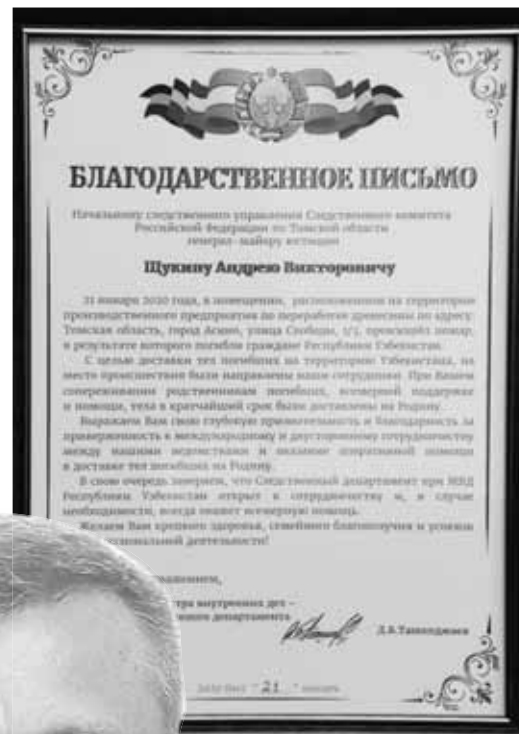 БЛАГОДАРСТВЕННОЕ ПИСЬМО
Начальнику следственного управления Следственного комитета
Российской Федерации по Томской области
генерал-майору юстиции
Щукину Андрею Викторовичу
21 января 2020 года, в помещении, расположенном на территории
производственного предприятия по переработке древесины по адресу:
Томская область, город Асино, улица Свободы, произошёл пожар,
в результате которого погибли граждане Республики Узбекистан.
С целью доставки тел погибших на территорию Узбекистана, на
место происшествия были направлены наши сотрудники. При Вашем
сопереживании родственникам погибших, всемерной поддержке
и помощи, тела в кратчайший срок были доставлены на Родину.
Выражаем Вам свою глубокую признательность и благодарность за
приверженность к международному и двустороннему сотрудничеству
между нашими ведомствами и оказание оперативной помощи
в доставке тел погибших на Родину.
В свою очередь заверяем, что Следственный департамент при МВД
Республики Узбекистан открыт к сотрудничеству и, в случае
необходимости, всегда окажет всемерную помощь.
Желаем Вам крепкого здоровья, семейного благополучия и успехов
ессиональной деятельности!
уважением,
стра внутренних дел –
ного департамента
Д.А.Ташходжаев
" 21 " января